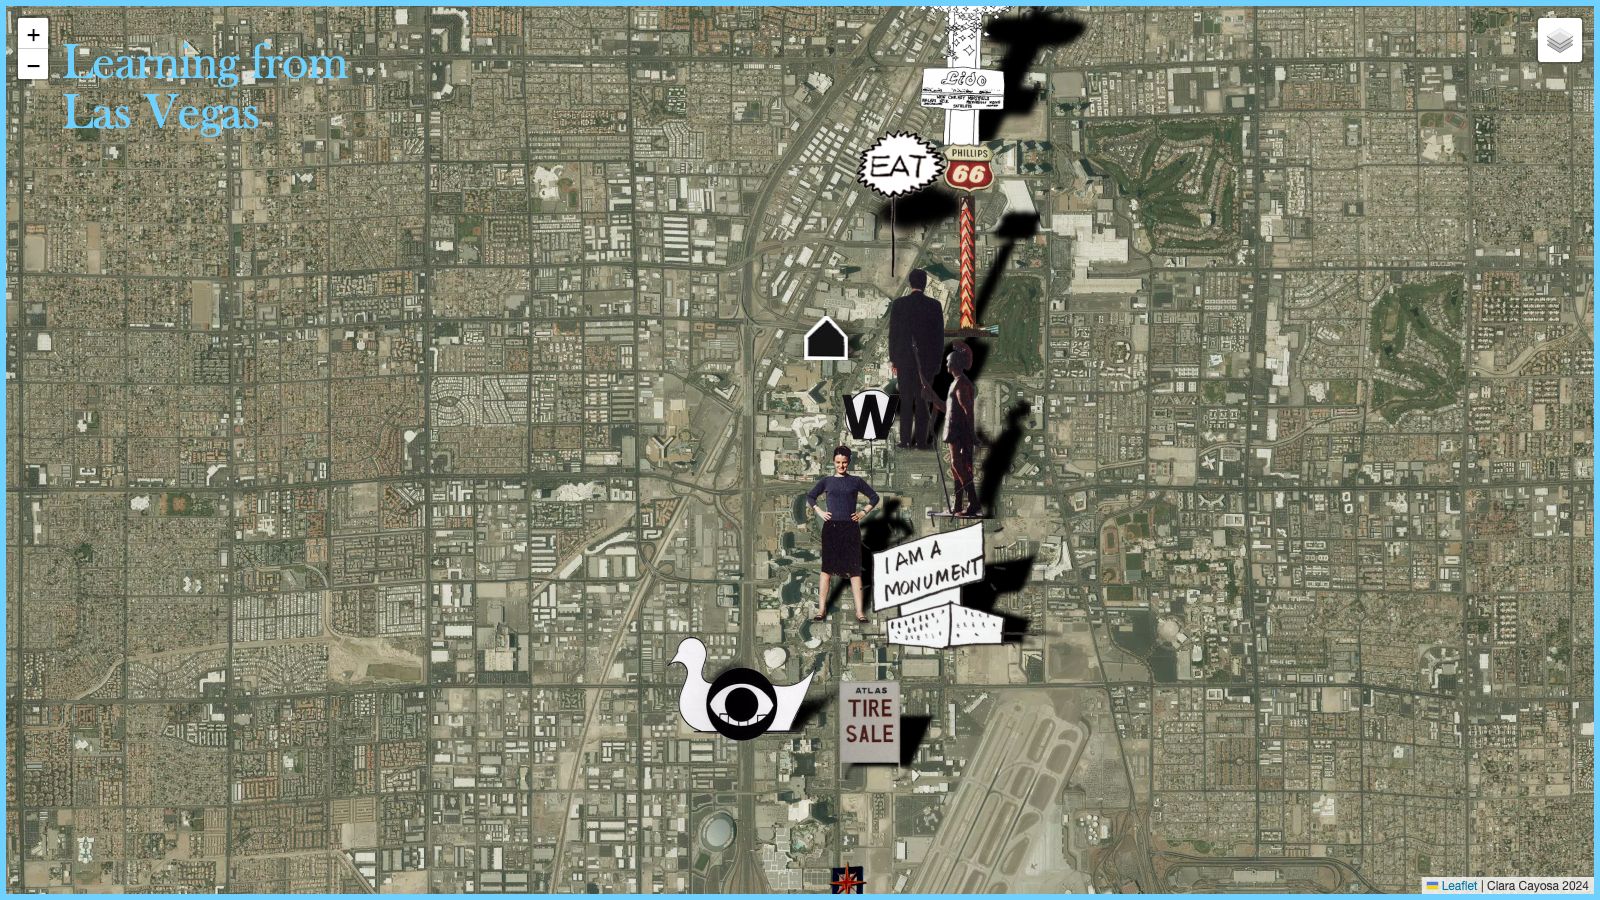 +
−
Learning from
Las Vegas
Lido
EAT
PHILLIPS
66
W
I AM A
MONUMENT
ATLAS
TIRE
SALE
Leaflet | Clara Cayosa 2024